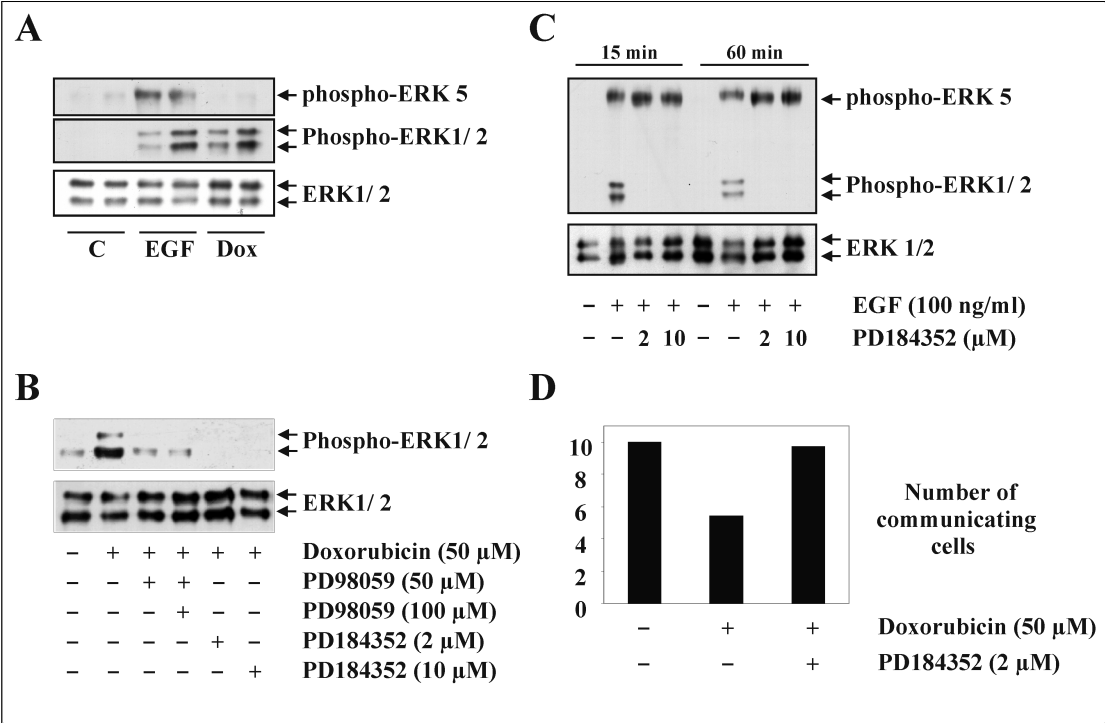 A
phospho-ERK 5
Phospho-ERK1/ 2
ERK1/ 2
C EGF Dox
B
Phospho-ERK1/ 2
ERK1/ 2
– + + + + + Doxorubicin (50 µM)
– – + + – – PD98059 (50 µM)
– – – + – – PD98059 (100 µM)
– – – – + – PD184352 (2 µM)
– – – – – + PD184352 (10 µM)
C
15 min 60 min
phospho-ERK 5
Phospho-ERK1/ 2
ERK 1/2
– + + + – + + + EGF (100 ng/ml)
– – 2 10 – – 2 10 PD184352 (µM)
D
10
8
6
4
2
0
Number of
communicating
cells
– + + Doxorubicin (50 µM)
– – + PD184352 (2 µM)